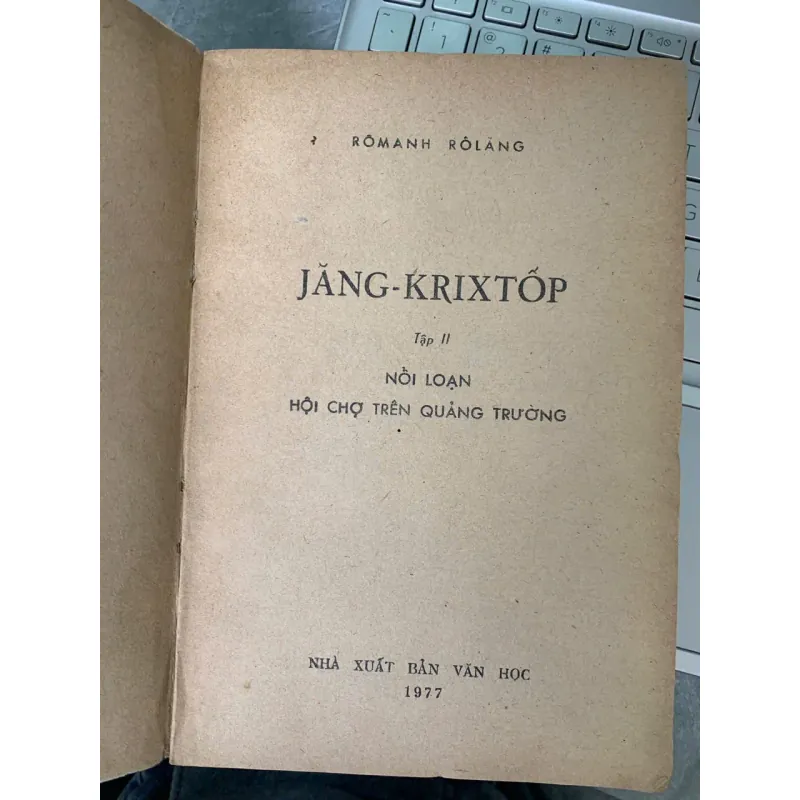 RÔMANH RÔLĂNG
JĂNG-KRIXTỐP
Tập II
NỔI LOẠN
HỘI CHỢ TRÊN QUẢNG TRƯỜNG
NHÀ XUẤT BẢN VĂN HỌC
1977